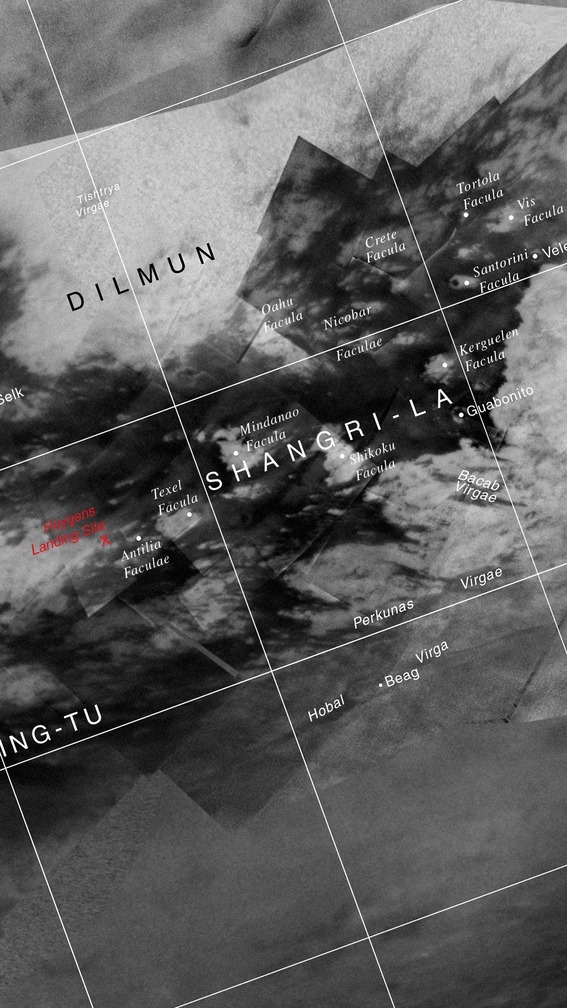 Tishtrya
Virgae
DILMUN
Tortola
Facula
Vis
Facula
Crete
Facula
Santorini
Facula
Vele
Oahu
Facula
Nicobar
Faculae
Kerguelen
Facula
Selk
Guabonito
SHANGRI-LA
Mindanao
Facula
Shikoku
Facula
Bacab
Virgae
Texel
Facula
Huygens
Landing Site
x
Antilia
Faculae
Perkunas
Virgae
Hobal
Virga
Beag
ING-TU